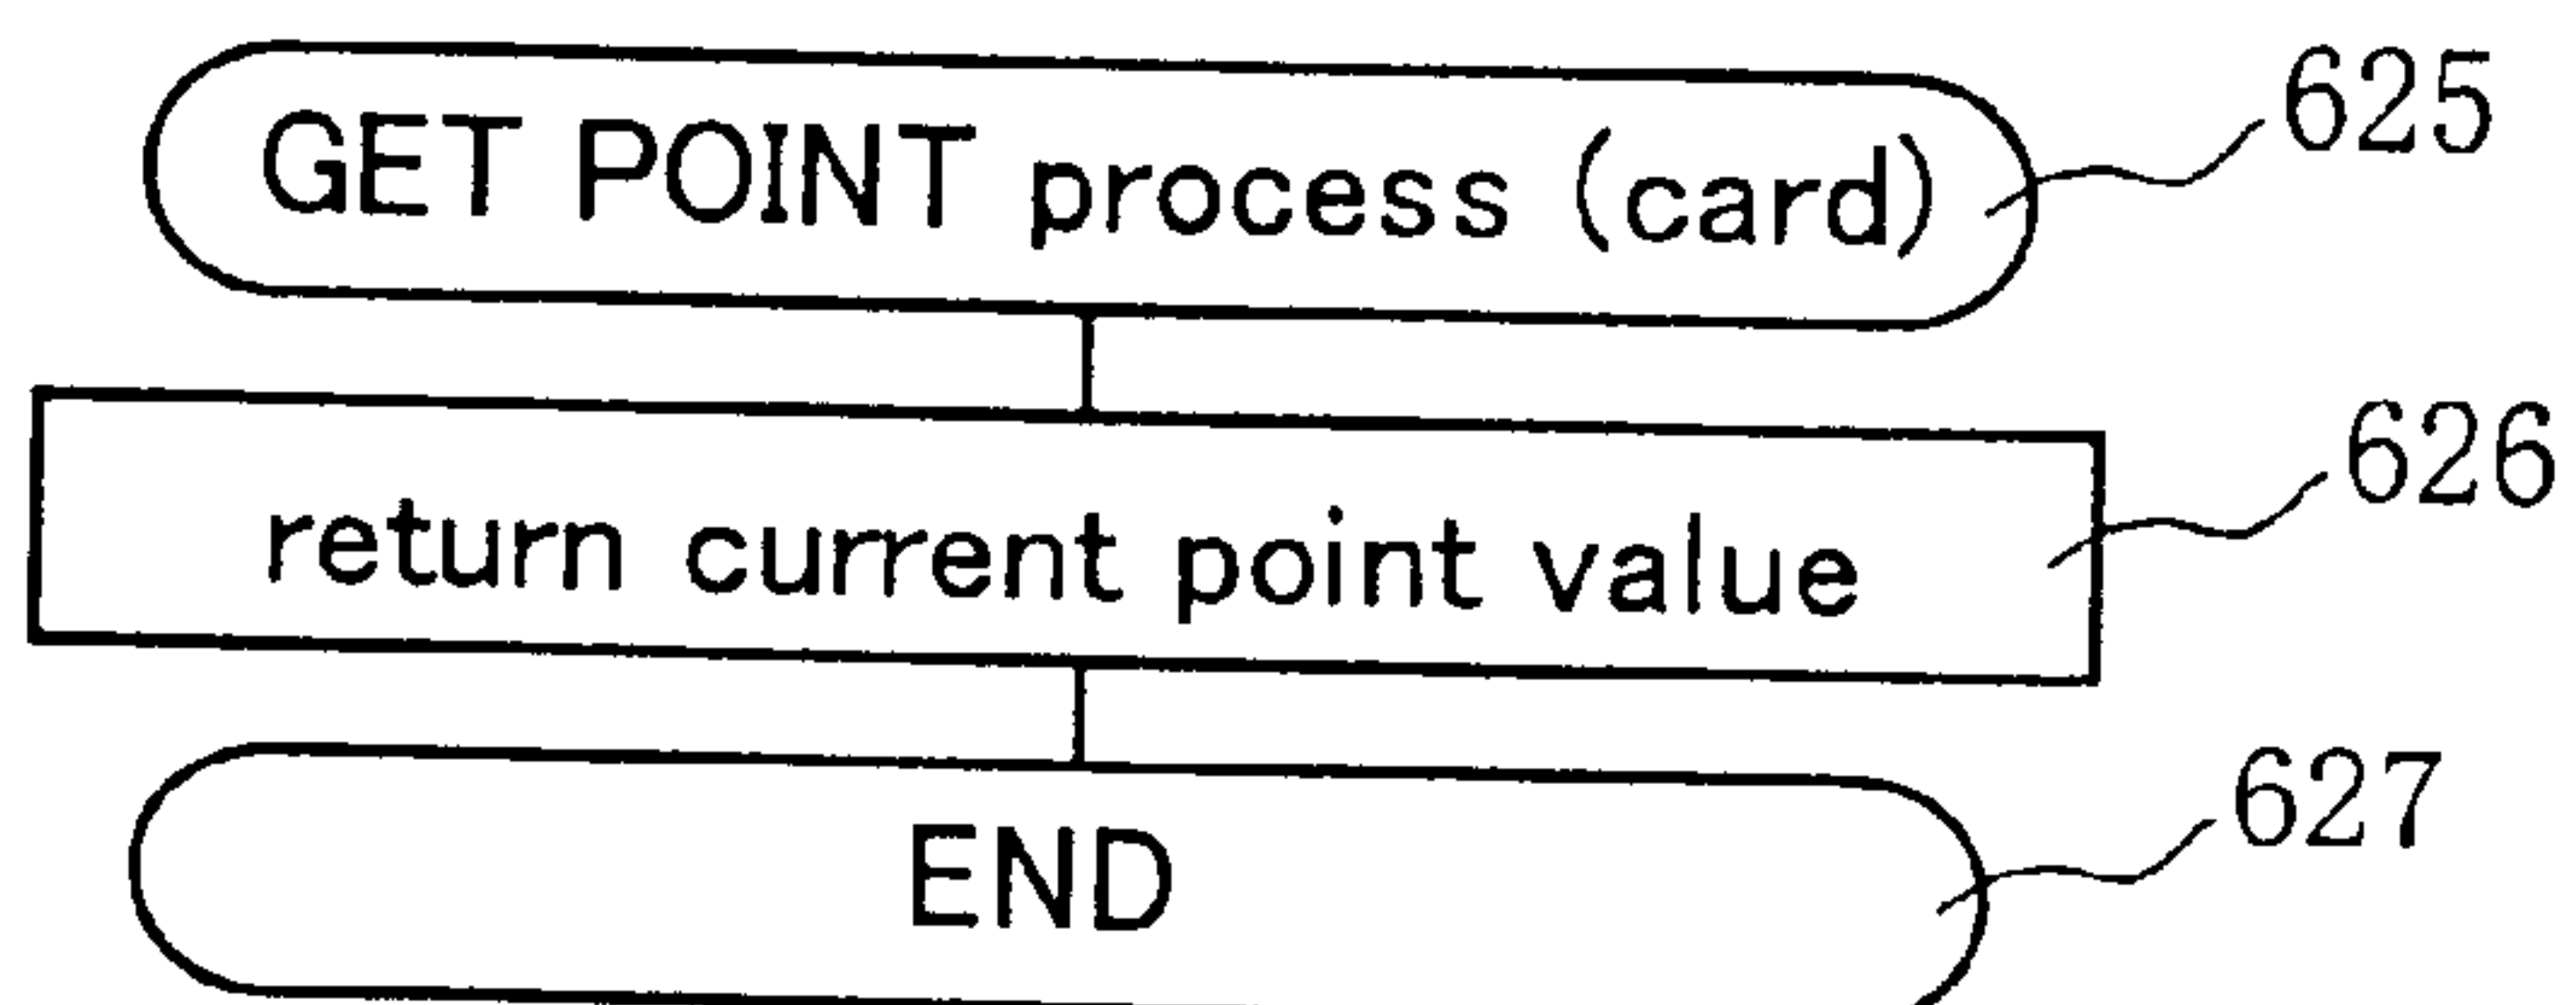 GET POINT process (card) 625
return current point value 626
END 627